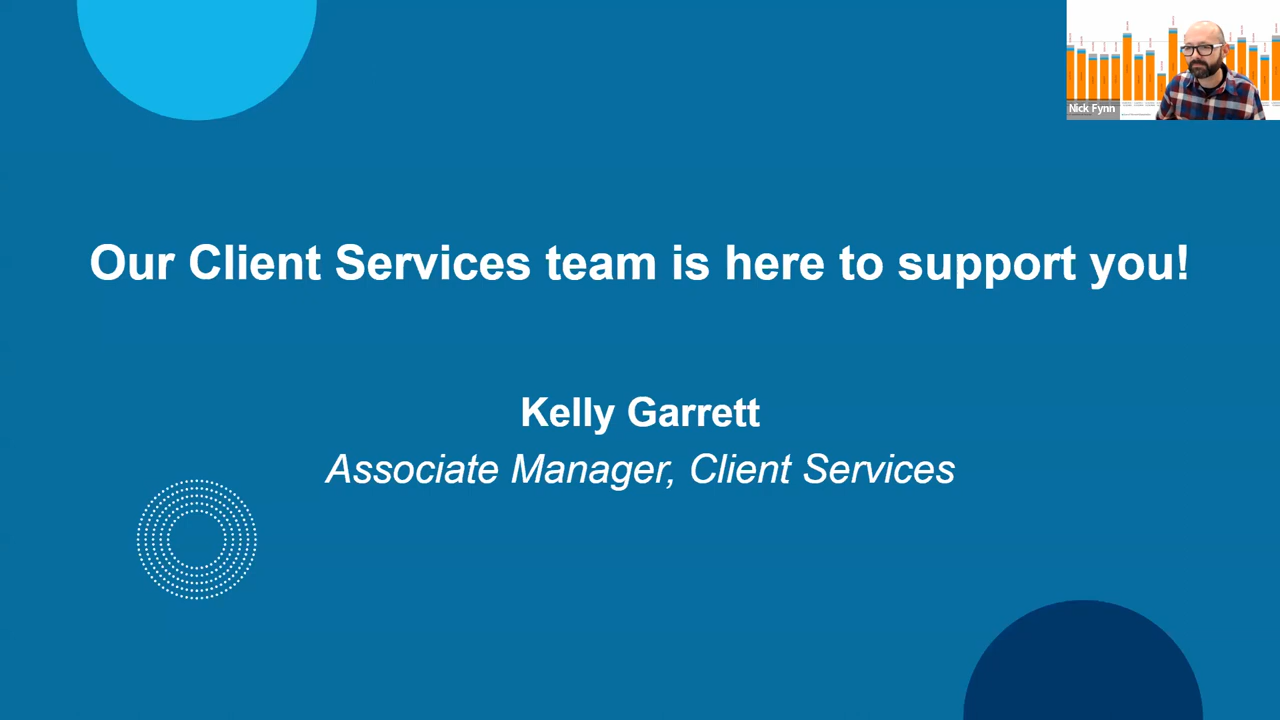 Nick Fynn
Our Client Services team is here to support you!
Kelly Garrett
Associate Manager, Client Services